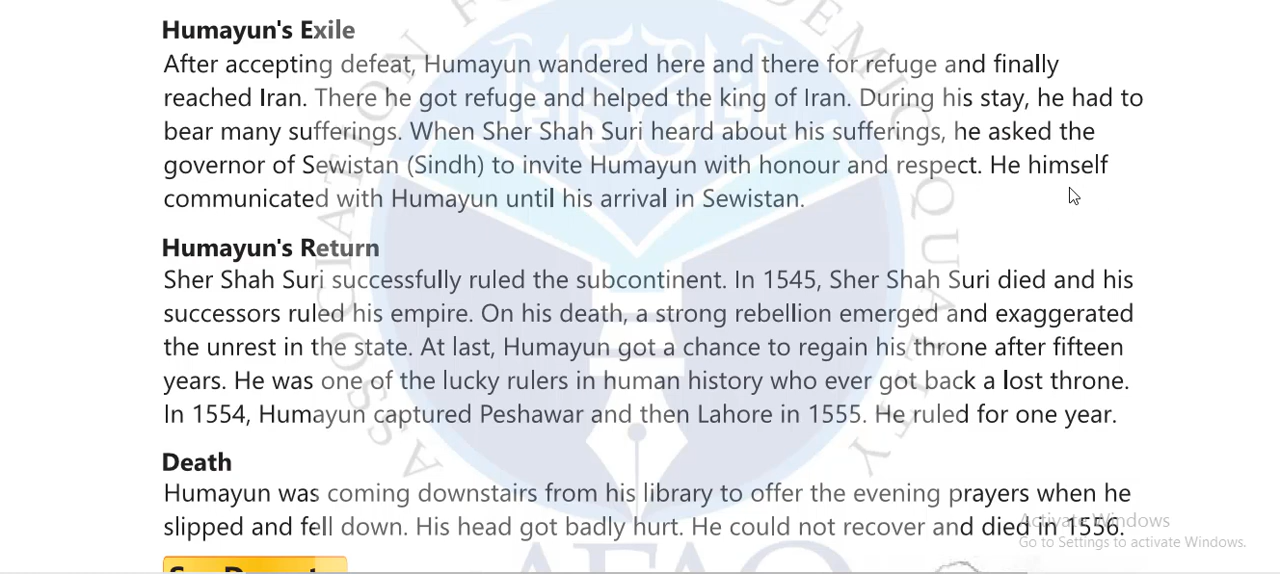 Humayun's Exile
After accepting defeat, Humayun wandered here and there for refuge and finally
reached Iran. There he got refuge and helped the king of Iran. During his stay, he had to
bear many sufferings. When Sher Shah Suri heard about his sufferings, he asked the
governor of Sewistan (Sindh) to invite Humayun with honour and respect. He himself
communicated with Humayun until his arrival in Sewistan.
Humayun's Return
Sher Shah Suri successfully ruled the subcontinent. In 1545, Sher Shah Suri died and his
successors ruled his empire. On his death, a strong rebellion emerged and exaggerated
the unrest in the state. At last, Humayun got a chance to regain his throne after fifteen
years. He was one of the lucky rulers in human history who ever got back a lost throne.
In 1554, Humayun captured Peshawar and then Lahore in 1555. He ruled for one year.
Death
Humayun was coming downstairs from his library to offer the evening prayers when he
slipped and fell down. His head got badly hurt. He could not recover and died in 1556.
Activate Windows
Go to Settings to activate Windows.
ASSOCIATION
QUALITY
AFAQ